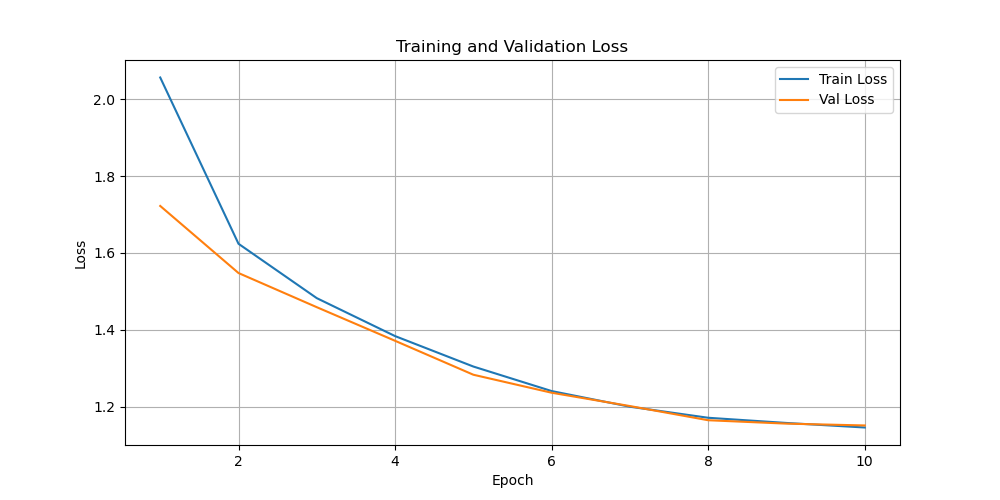 Training and Validation Loss
Train Loss
Val Loss
2.0
1.8
1.6
1.4
1.2
Loss
2 4 6 8 10
Epoch